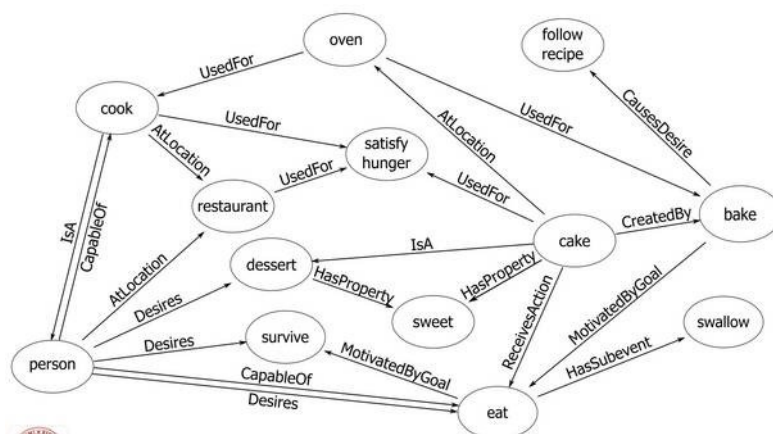 oven
follow
recipe
UsedFor
cook
UsedFor
AtLocation
UsedFor
CausesDesire
AtLocation
satisfy
hunger
UsedFor
UsedFor
restaurant
IsA
CapableOf
CreatedBy
bake
cake
IsA
dessert
AtLocation
HasProperty
HasProperty
Desires
sweet
ReceivesAction
MotivatedByGoal
swallow
survive
Desires
MotivatedByGoal
HasSubevent
person
CapableOf
Desires
eat